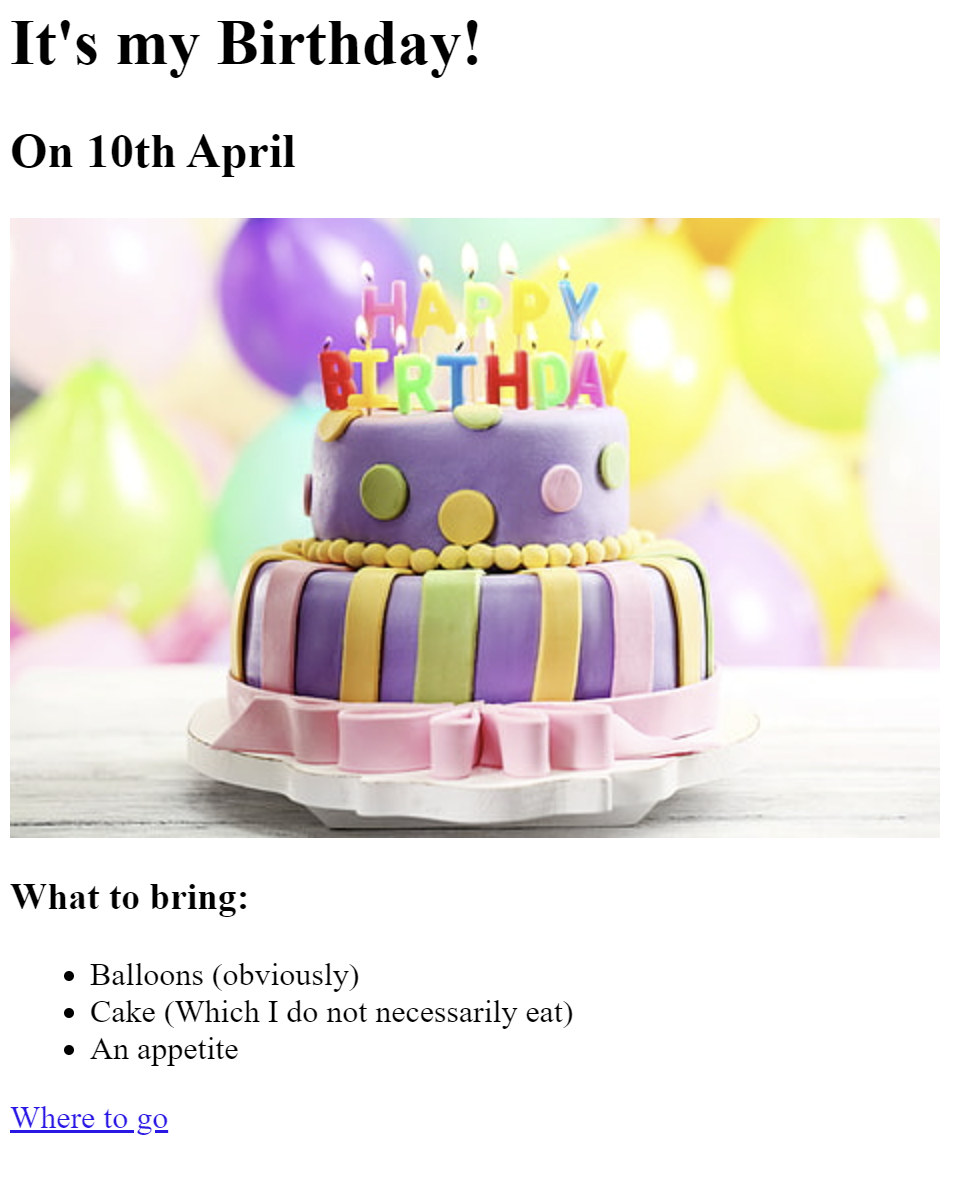 It's my Birthday!
On 10th April
HAPPY
BIRTHDAY
What to bring:
Balloons (obviously)
Cake (Which I do not necessarily eat)
An appetite
Where to go